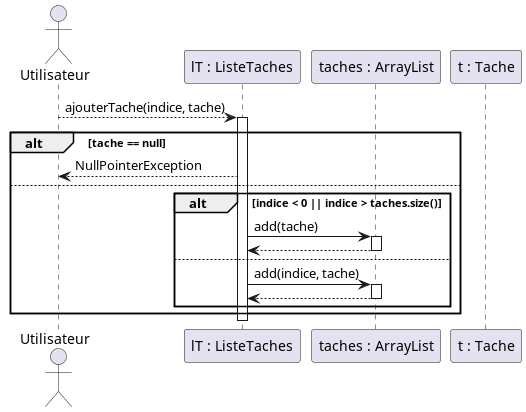 Utilisateur
lT : ListeTaches
taches : ArrayList
t : Tache
ajouterTache(indice, tache)
alt
[tache == null]
NullPointerException
alt
[indice < 0 || indice > taches.size()]
add(tache)
add(indice, tache)
Utilisateur
lT : ListeTaches
taches : ArrayList
t : Tache